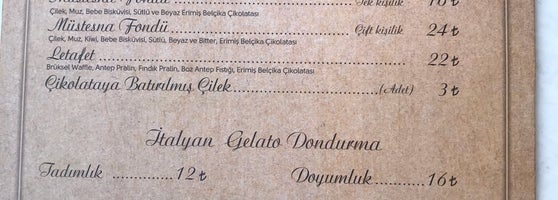 Tek kişilik
Çilek, Muz, Bebe Bisküvisi, Sütlü ve Beyaz Erimiş Belçika Çikolatası
Müstesna Fondü Çift kişilik 24 ₺
Çilek, Muz, Kiwi, Bebe Bisküvisi, Sütlü, Beyaz ve Bitter, Erimiş Belçika Çikolatası
Letafet 22 ₺
Brüksel Waffle, Antep Pralin, Fındık Pralin, Boz Antep Fıstığı, Erimiş Belçika Çikolatası
Çikolataya Batırılmış Çilek (Adet) 3 ₺
İtalyan Gelato Dondurma
Tadımlık ............ 12 ₺ Doyumluk ............ 16 ₺